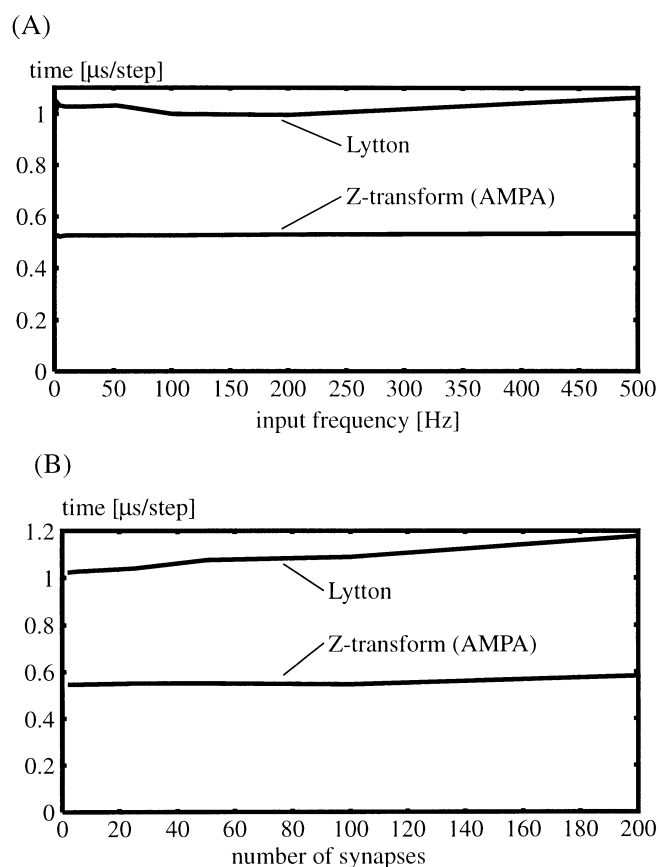 (A)
time [μs/step]
1
Lytton
0.8
Z-transform (AMPA)
0.6
0.4
0.2
0
0 50 100 150 200 250 300 350 400 450 500
input frequency [Hz]
(B)
time [μs/step]
1.2
1
Lytton
0.8
Z-transform (AMPA)
0.6
0.4
0.2
0
0 20 40 60 80 100 120 140 160 180 200
number of synapses